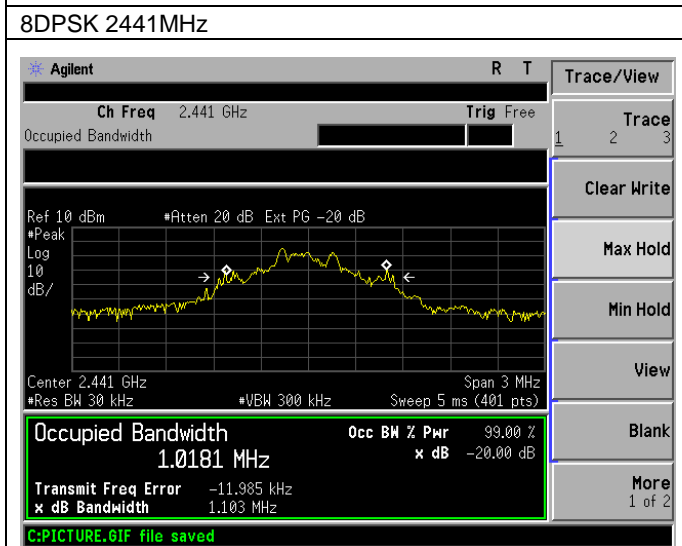 8DPSK 2441MHz
Agilent R T
Trace/View
Ch Freq 2.441 GHz Trig Free
Occupied Bandwidth
Trace
1 2 3
Clear Write
Ref 10 dBm #Atten 20 dB Ext PG -20 dB
#Peak
Log
10
dB/
Max Hold
Min Hold
View
Center 2.441 GHz Span 3 MHz
#Res BW 30 kHz #VBW 300 kHz Sweep 5 ms (401 pts)
Occupied Bandwidth Occ BW % Pwr 99.00 %
1.0181 MHz x dB -20.00 dB
Blank
Transmit Freq Error -11.985 kHz
x dB Bandwidth 1.103 MHz
More
1 of 2
C:PICTURE.GIF file saved